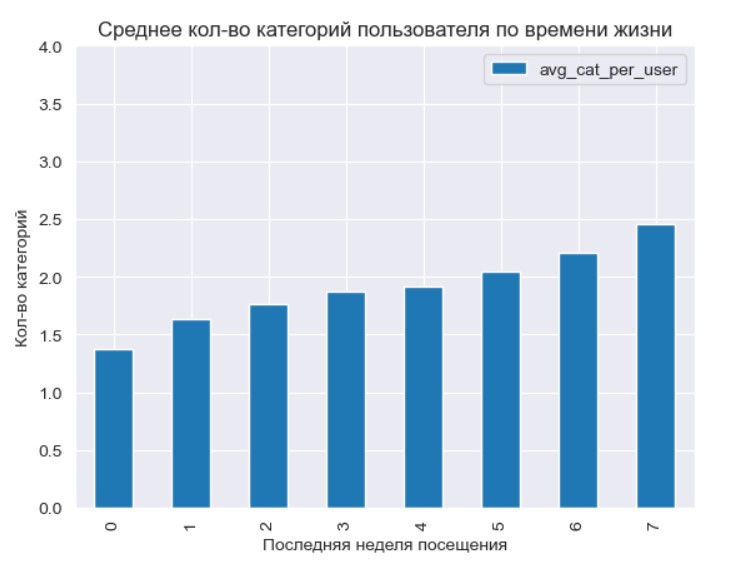 Среднее кол-во категорий пользователя по времени жизни
avg_cat_per_user
Кол-во категорий
4.0
3.5
3.0
2.5
2.0
1.5
1.0
0.5
0.0
0 1 2 3 4 5 6 7
Последняя неделя посещения